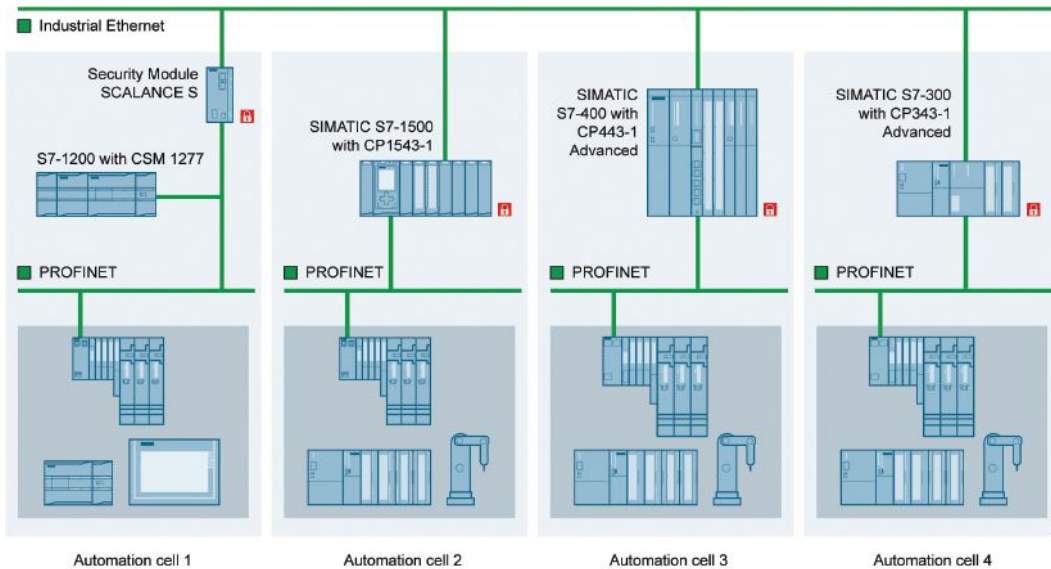 Industrial Ethernet
Security Module
SCALANCE S
S7-1200 with CSM 1277
SIMATIC S7-1500
with CP1543-1
SIMATIC
S7-400 with
CP443-1
Advanced
SIMATIC S7-300
with CP343-1
Advanced
PROFINET
PROFINET
PROFINET
PROFINET
Automation cell 1
Automation cell 2
Automation cell 3
Automation cell 4